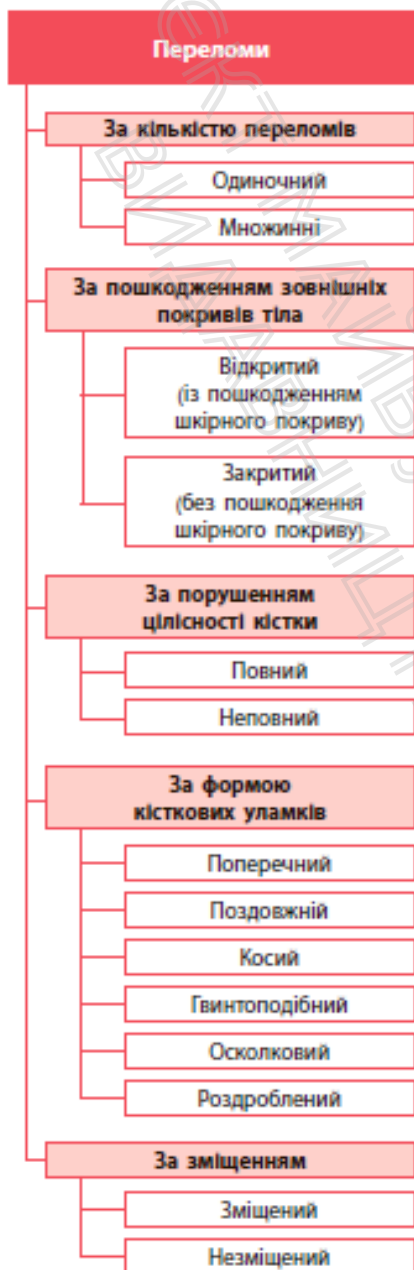 Переломи
За кількістю переломів
Одиночний
Множинні
За пошкодженням зовнішніх
покривів тіла
Відкритий
(із пошкодженням
шкірного покриву)
Закритий
(без пошкодження
шкірного покриву)
За порушенням
цілісності кістки
Повний
Неповний
За формою
кісткових уламків
Поперечний
Поздовжній
Косий
Гвинтоподібний
Осколковий
Роздроблений
За зміщенням
Зміщений
Незміщений